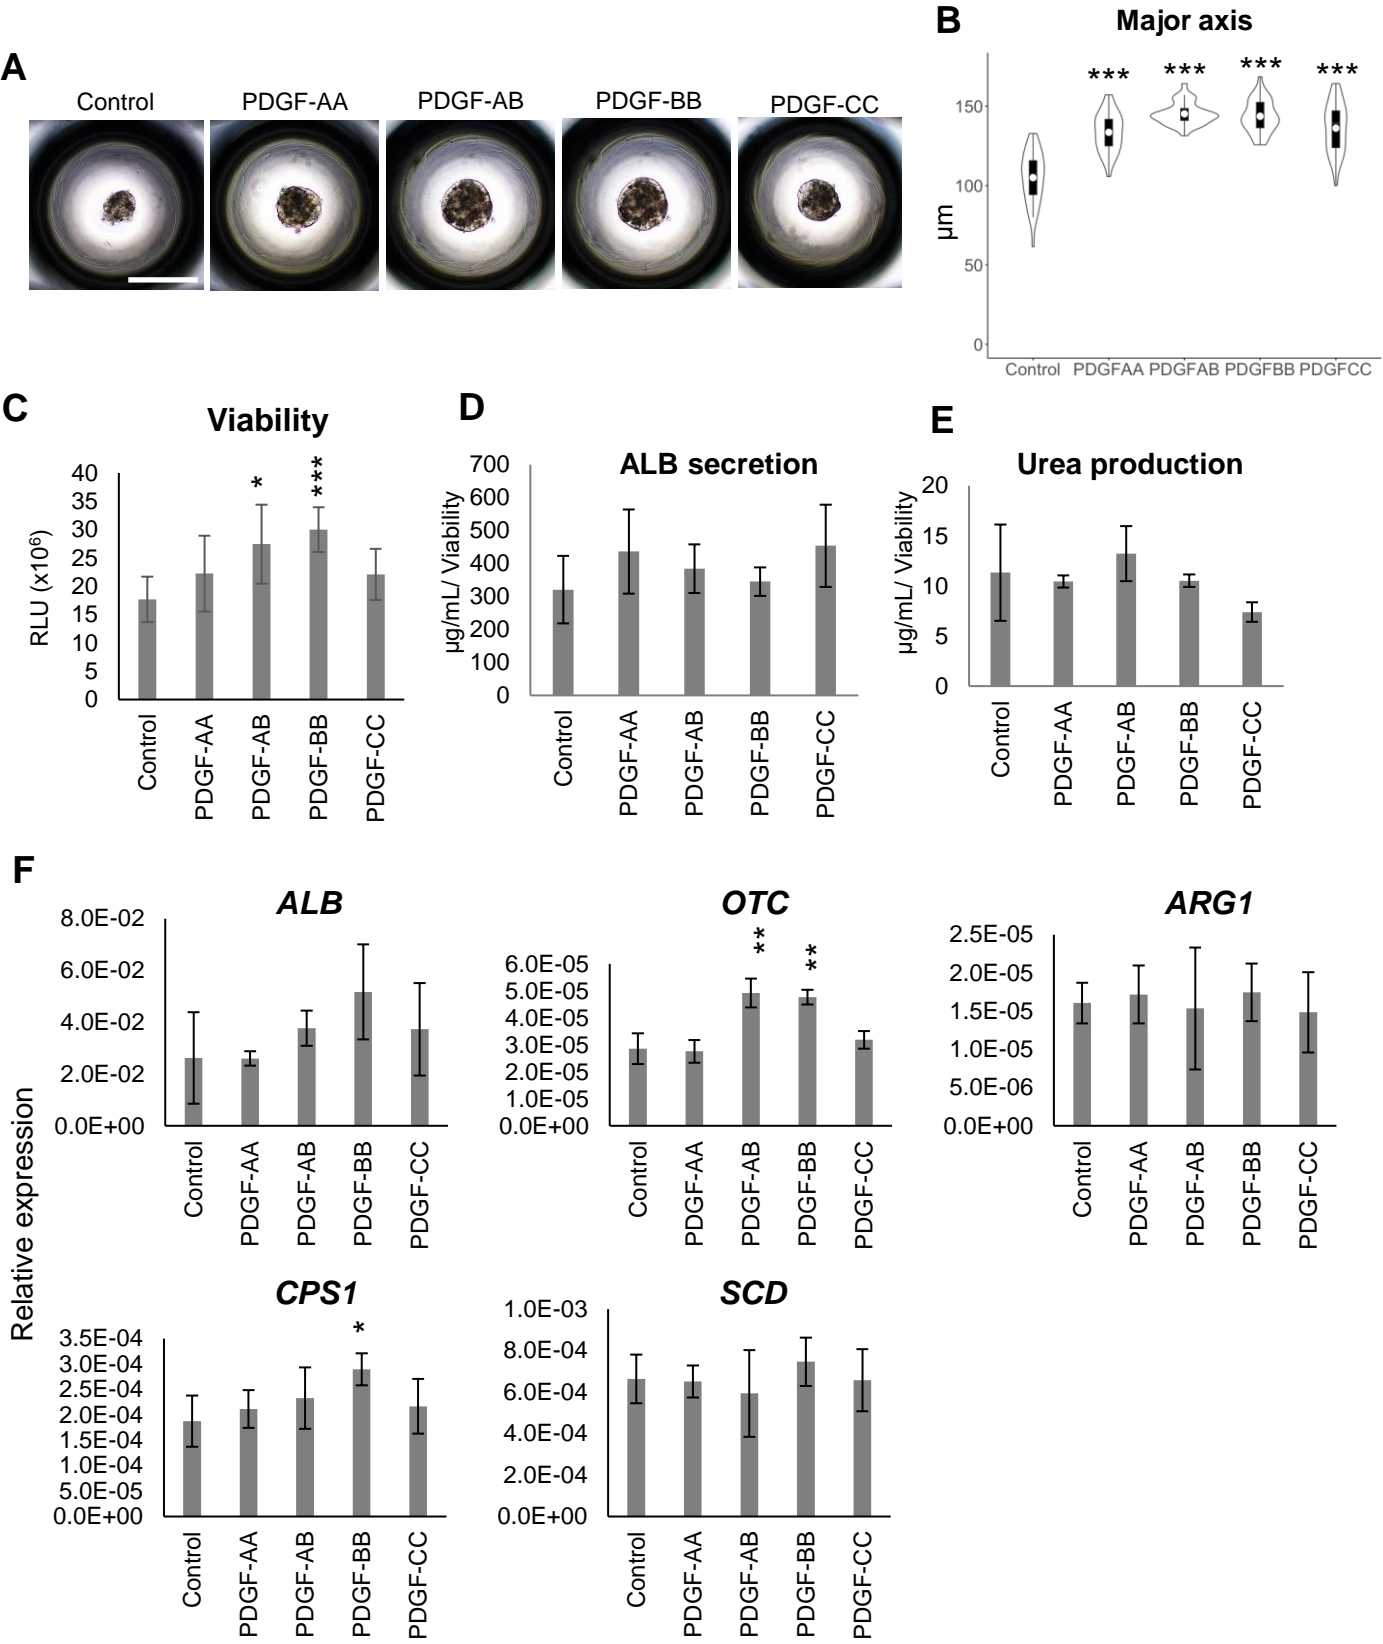 A
Control
PDGF-AA
PDGF-AB
PDGF-BB
PDGF-CC
B
Major axis
***
***
***
***
µm
150
100
50
0
Control PDGFAA PDGFAB PDGFBB PDGFCC
C
Viability
RLU (x10⁶)
40
35
30
25
20
15
10
5
0
*
***
Control
PDGF-AA
PDGF-AB
PDGF-BB
PDGF-CC
D
ALB secretion
µg/mL/ Viability
700
600
500
400
300
200
100
0
Control
PDGF-AA
PDGF-AB
PDGF-BB
PDGF-CC
E
Urea production
µg/mL/ Viability
20
15
10
5
0
Control
PDGF-AA
PDGF-AB
PDGF-BB
PDGF-CC
F
Relative expression
ALB
8.0E-02
6.0E-02
4.0E-02
2.0E-02
0.0E+00
Control
PDGF-AA
PDGF-AB
PDGF-BB
PDGF-CC
OTC
**
**
6.0E-05
5.0E-05
4.0E-05
3.0E-05
2.0E-05
1.0E-05
0.0E+00
Control
PDGF-AA
PDGF-AB
PDGF-BB
PDGF-CC
ARG1
2.5E-05
2.0E-05
1.5E-05
1.0E-05
5.0E-06
0.0E+00
Control
PDGF-AA
PDGF-AB
PDGF-BB
PDGF-CC
CPS1
*
3.5E-04
3.0E-04
2.5E-04
2.0E-04
1.5E-04
1.0E-04
5.0E-05
0.0E+00
Control
PDGF-AA
PDGF-AB
PDGF-BB
PDGF-CC
SCD
1.0E-03
8.0E-04
6.0E-04
4.0E-04
2.0E-04
0.0E+00
Control
PDGF-AA
PDGF-AB
PDGF-BB
PDGF-CC